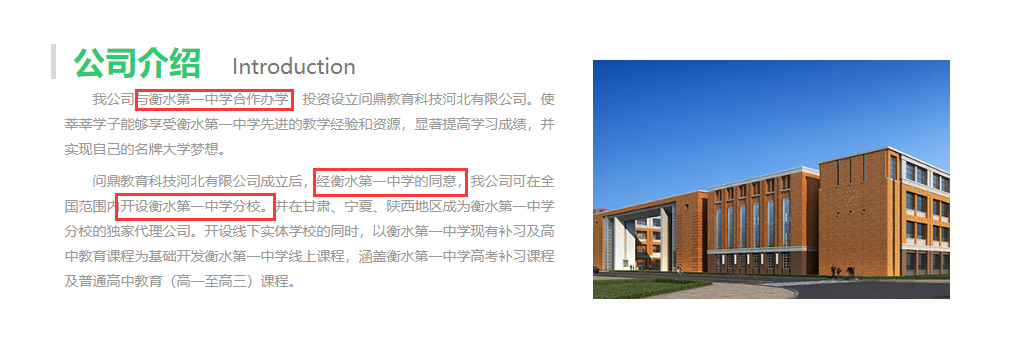 公司介绍 Introduction
我公司与衡水第一中学合作办学，投资设立问鼎教育科技河北有限公司。使
莘莘学子能够享受衡水第一中学先进的教学经验和资源，显著提高学习成绩，并
实现自己的名牌大学梦想。
问鼎教育科技河北有限公司成立后，经衡水第一中学的同意，我公司可在全
国范围内开设衡水第一中学分校。并在甘肃、宁夏、陕西地区成为衡水第一中学
分校的独家代理公司。开设线下实体学校的同时，以衡水第一中学现有补习及高
中教育课程为基础开发衡水第一中学线上课程，涵盖衡水第一中学高考补习课程
及普通高中教育（高一至高三）课程。